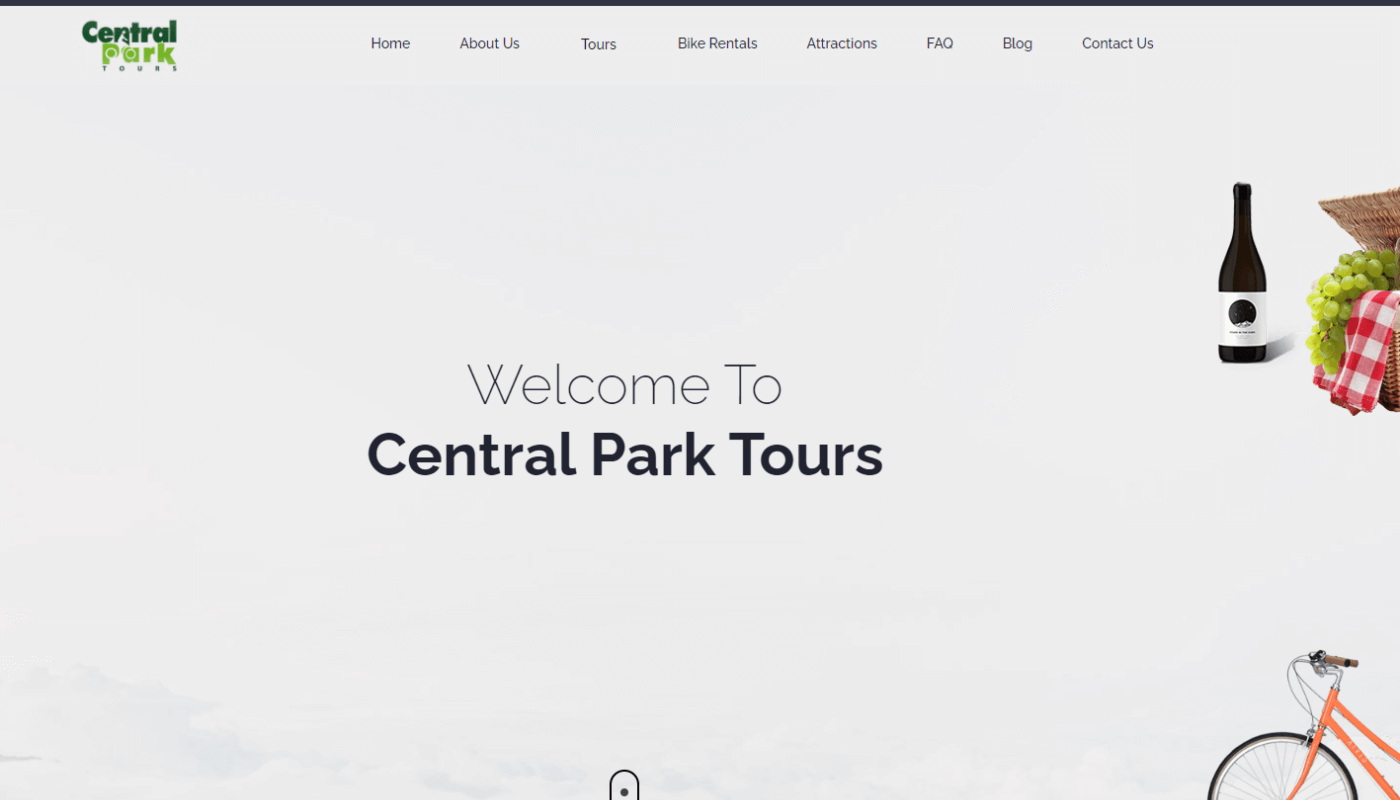 Central
Park
TOURS
Home
About Us
Tours
Bike Rentals
Attractions
FAQ
Blog
Contact Us
Welcome To
Central Park Tours